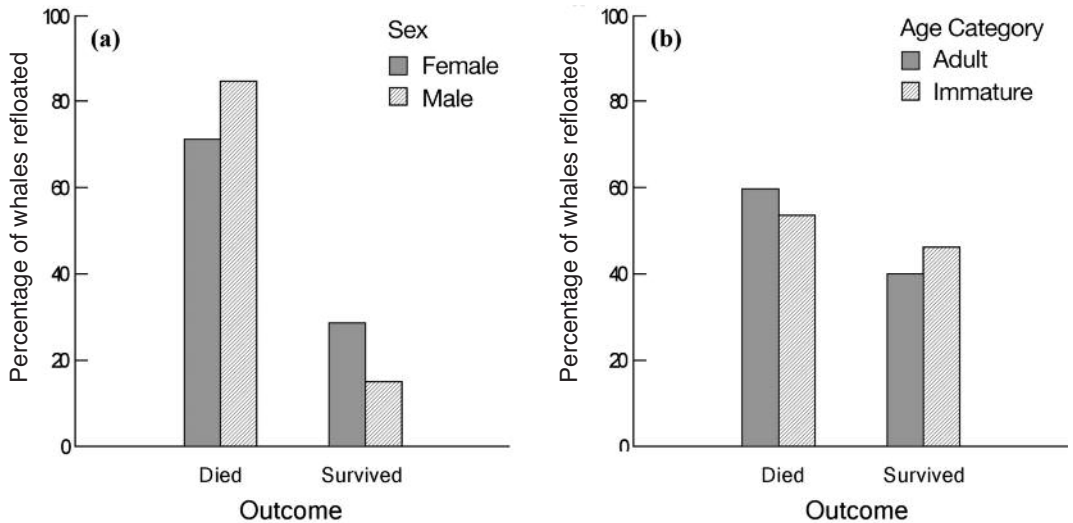 (a)
Sex
Female
Male
Percentage of whales refloated
100
80
60
40
20
0
Died Survived
Outcome
(b)
Age Category
Adult
Immature
Percentage of whales refloated
100
80
60
40
20
0
Died Survived
Outcome